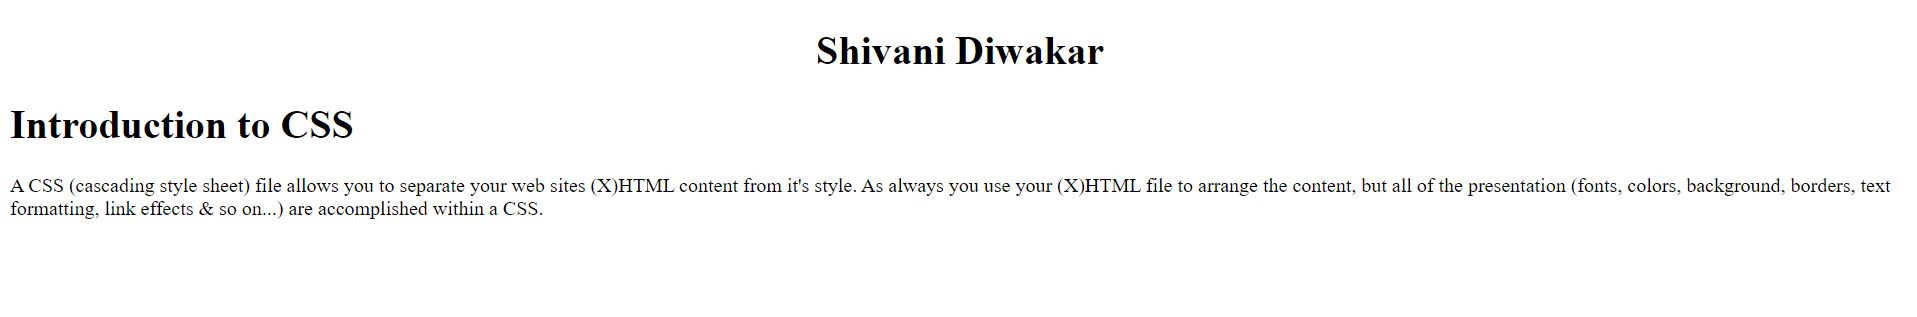 Shivani Diwakar
Introduction to CSS
A CSS (cascading style sheet) file allows you to separate your web sites (X)HTML content from it's style. As always you use your (X)HTML file to arrange the content, but all of the presentation (fonts, colors, background, borders, text
formatting, link effects & so on...) are accomplished within a CSS.